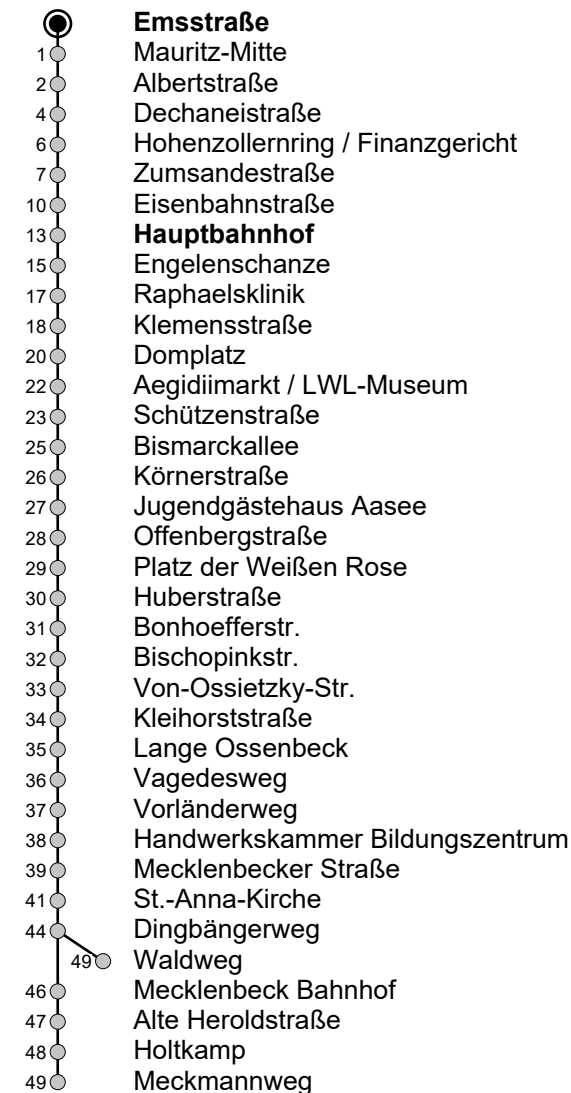 Emsstraße
1 Mauritz-Mitte
2 Albertstraße
4 Dechaneistraße
6 Hohenzollernring / Finanzgericht
7 Zumsandestraße
10 Eisenbahnstraße
13 Hauptbahnhof
15 Engelenschanze
17 Raphaelsklinik
18 Klemensstraße
20 Domplatz
22 Aegidiimarkt / LWL-Museum
23 Schützenstraße
25 Bismarckallee
26 Körnerstraße
27 Jugendgästehaus Aasee
28 Offenbergstraße
29 Platz der Weißen Rose
30 Huberstraße
31 Bonhoefferstr.
32 Bischopinkstr.
33 Von-Ossietzky-Str.
34 Kleihorststraße
35 Lange Ossenbeck
36 Vagedesweg
37 Vorländerweg
38 Handwerkskammer Bildungszentrum
39 Mecklenbecker Straße
41 St.-Anna-Kirche
44 Dingbängerweg
49 Waldweg
46 Mecklenbeck Bahnhof
47 Alte Heroldstraße
48 Holtkamp
49 Meckmannweg